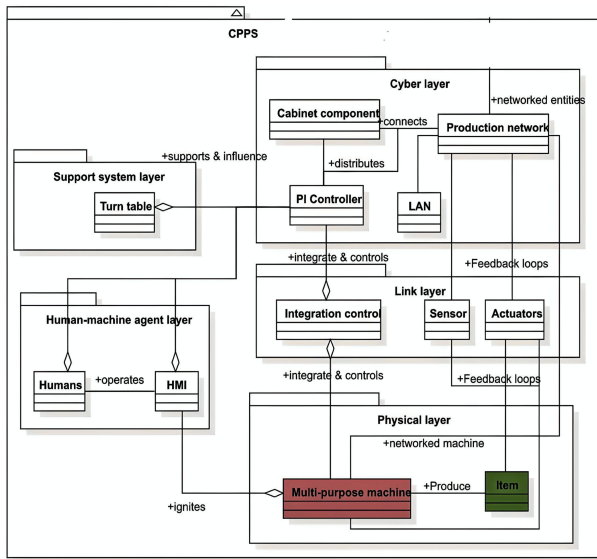 CPPS
Cyber layer
Cabinet component
+connects
+networked entities
Production network
+supports & influence
+distributes
Support system layer
Turn table
PI Controller
LAN
+integrate & controls
+Feedback loops
Link layer
Human-machine agent layer
Integration control
Sensor
Actuators
Humans
+operates
HMI
+integrate & controls
+Feedback loops
Physical layer
+networked machine
Multi-purpose machine
+Produce
Item
+ignites